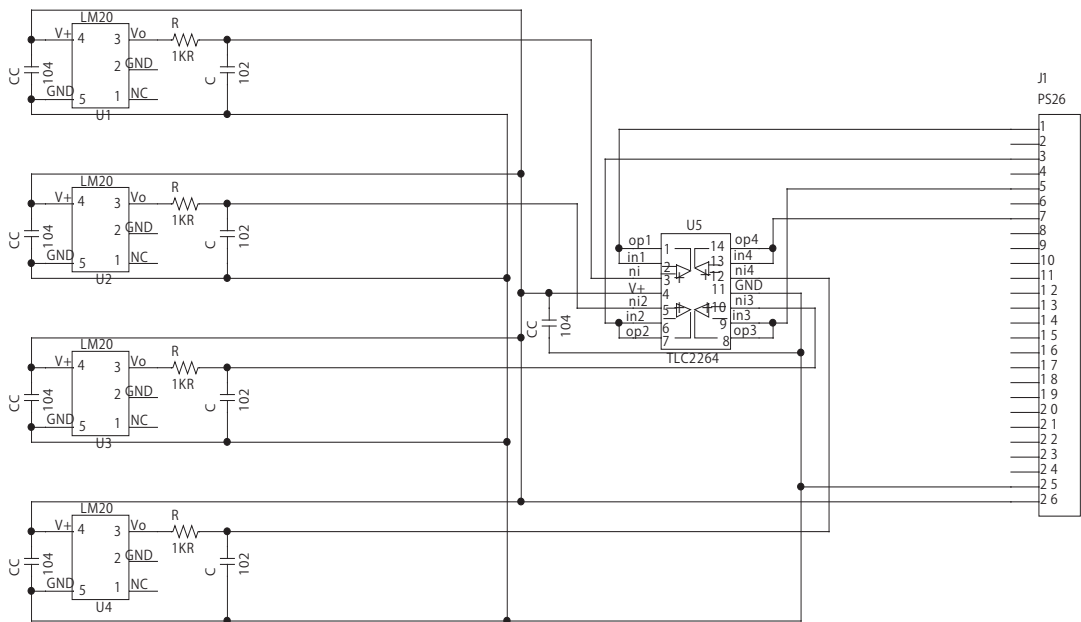 LM20
V+ 4 3 Vo
R
1KR
2 GND
CC 104
GND 5 1 NC
C 102
U1
LM20
V+ 4 3 Vo
R
1KR
2 GND
CC 104
GND 5 1 NC
C 102
U2
LM20
V+ 4 3 Vo
R
1KR
2 GND
CC 104
GND 5 1 NC
C 102
U3
LM20
V+ 4 3 Vo
R
1KR
2 GND
CC 104
GND 5 1 NC
C 102
U4
U5
op1 1 14 op4
in1 2 13 in4
ni 3 12 ni4
V+ 4 11 GND
ni2 5 10 ni3
in2 6 9 in3
op2 7 8 op3
TLC2264
CC 104
J1
PS26
1
2
3
4
5
6
7
8
9
10
11
12
13
14
15
16
17
18
19
20
21
22
23
24
25
26